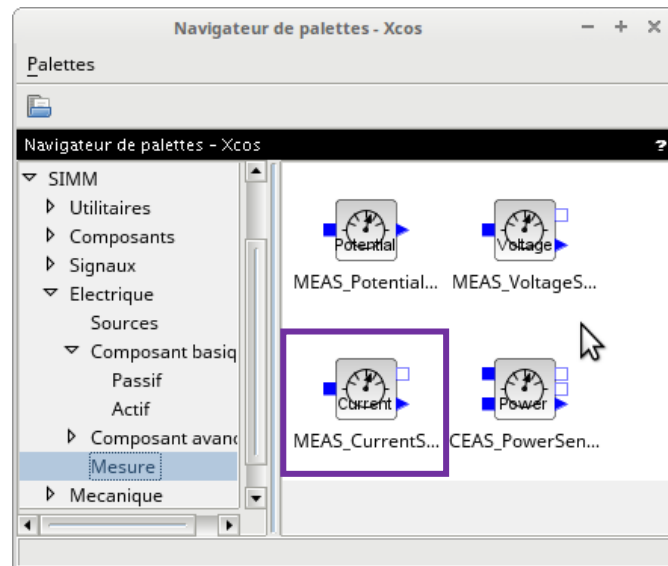 Navigateur de palettes - Xcos
Palettes
Navigateur de palettes - Xcos ?
SIMM
Utilitaires
Composants
Signaux
Electrique
Sources
Composant basiq
Passif
Actif
Composant avanc
Mesure
Mecanique
Potential
Voltage
MEAS_Potential... MEAS_VoltageS...
Current
Power
MEAS_CurrentS... CEAS_PowerSen...